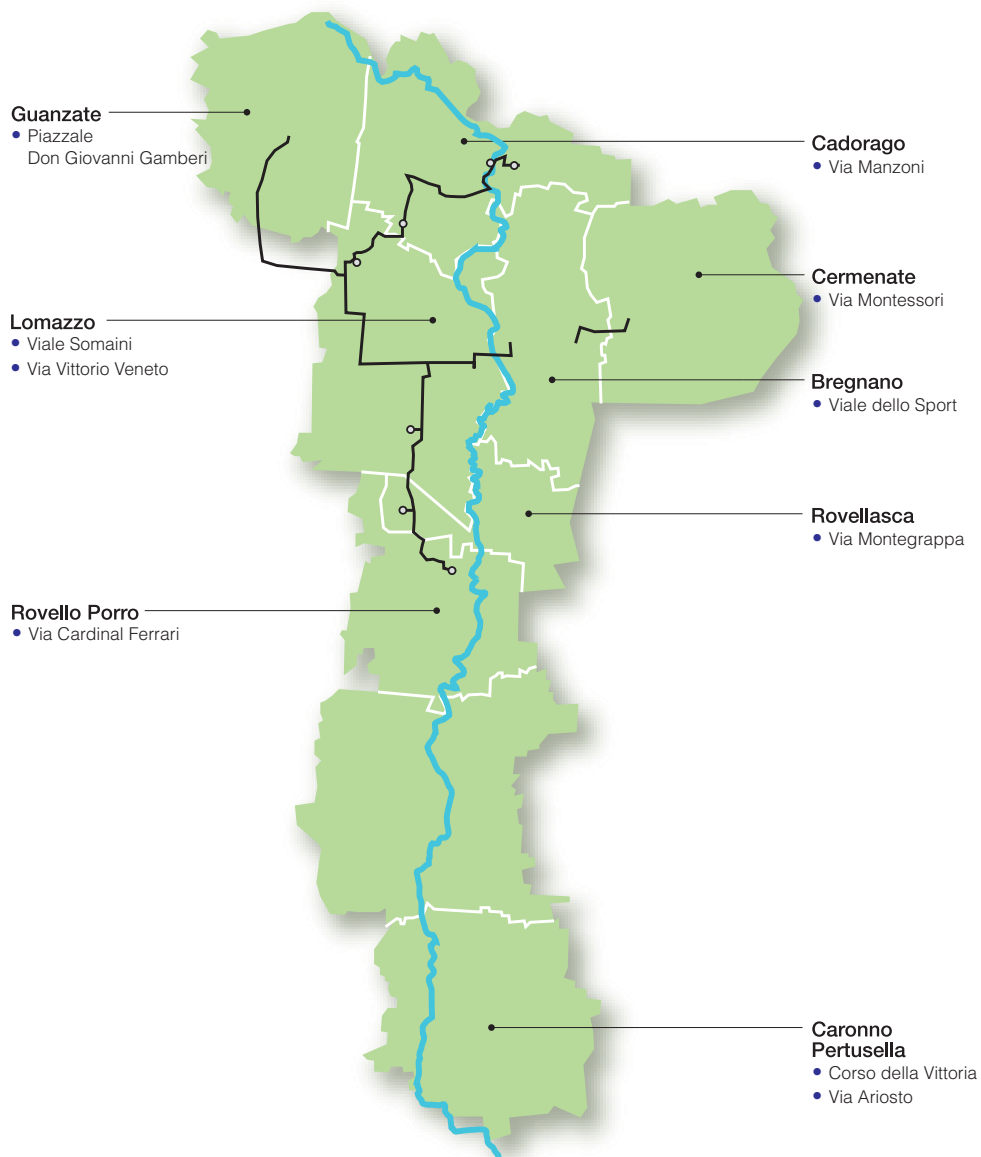 Guanzate
• Piazzale
Don Giovanni Gamberi
Lomazzo
• Viale Somaini
• Via Vittorio Veneto
Rovello Porro
• Via Cardinal Ferrari
Cadorago
• Via Manzoni
Cermenate
• Via Montessori
Bregnano
• Viale dello Sport
Rovellasca
• Via Montegrappa
Caronno
Pertusella
• Corso della Vittoria
• Via Ariosto